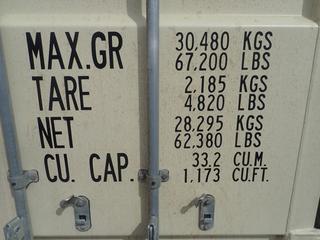 MAX.GR 30,480 KGS
67,200 LBS
TARE 2,185 KGS
4,820 LBS
NET 28,295 KGS
62,380 LBS
CU. CAP. 33.2 CU.M.
1,173 CU.FT.